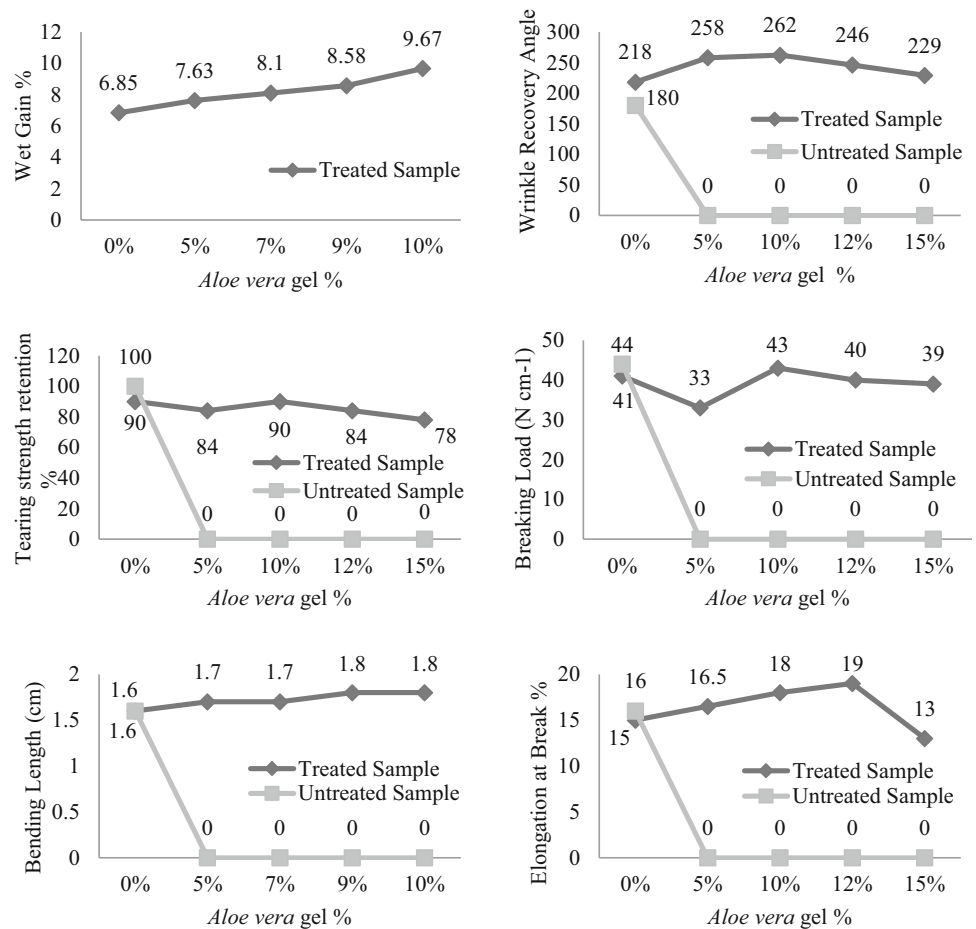 12
10
8
6
4
2
0
Wet Gain %
6.85
7.63
8.1
8.58
9.67
Treated Sample
0% 5% 7% 9% 10%
Aloe vera gel %
300
250
200
150
100
50
0
Wrinkle Recovery Angle
218
258
262
246
229
180
Treated Sample
Untreated Sample
0 0 0 0
0% 5% 10% 12% 15%
Aloe vera gel %
120
100
80
60
40
20
0
Tearing strength retention
%
100
90
84
90
84
78
Treated Sample
Untreated Sample
0 0 0 0
0% 5% 10% 12% 15%
Aloe vera gel %
50
40
30
20
10
0
Breaking Load (N cm-1)
44
41
33
43
40
39
Treated Sample
Untreated Sample
0 0 0 0
0% 5% 10% 12% 15%
Aloe vera gel %
2
1.5
1
0.5
0
Bending Length (cm)
1.6
1.6
1.7
1.7
1.8
1.8
Treated Sample
Untreated Sample
0 0 0 0
0% 5% 7% 9% 10%
Aloe vera gel %
20
15
10
5
0
Elongation at Break %
16
15
16.5
18
19
13
Treated Sample
Untreated Sample
0 0 0 0
0% 5% 10% 12% 15%
Aloe vera gel %